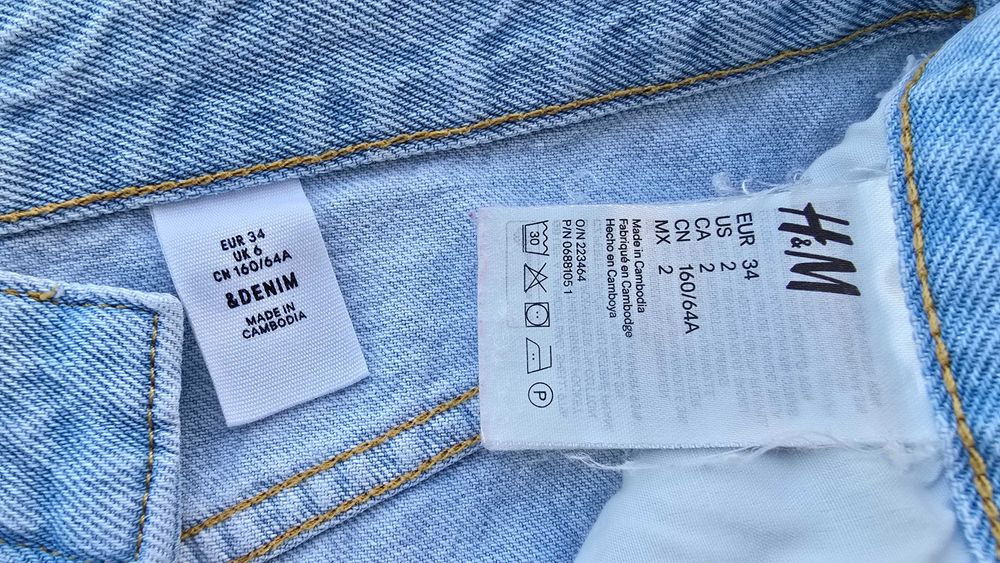 EUR 34
UK 6
CN 160/64A
&DENIM
MADE IN
CAMBODIA
H&M
EUR 34
US 2
CA 2
CN 160/64A
MX 2
Made in Cambodia
Fabriqué en Cambodge
Hecho en Camboya
O/N 223464
P/N 0688105 1
30
P